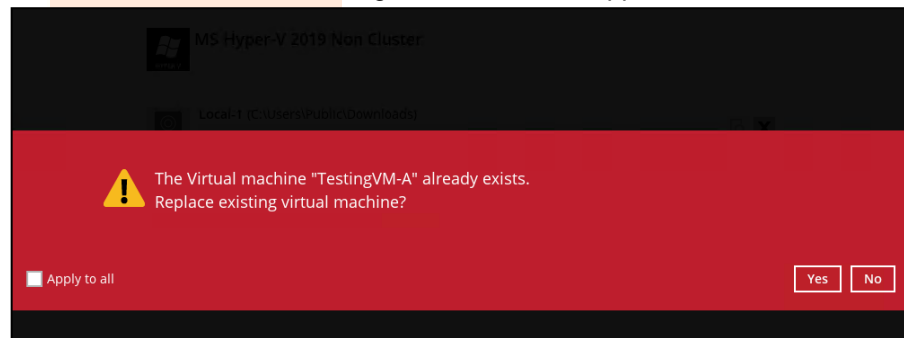 MS Hyper-V 2019 Non Cluster
Local-1 (C:\Users\Public\Downloads)
The Virtual machine "TestingVM-A" already exists.
Replace existing virtual machine?
Apply to all
Yes No